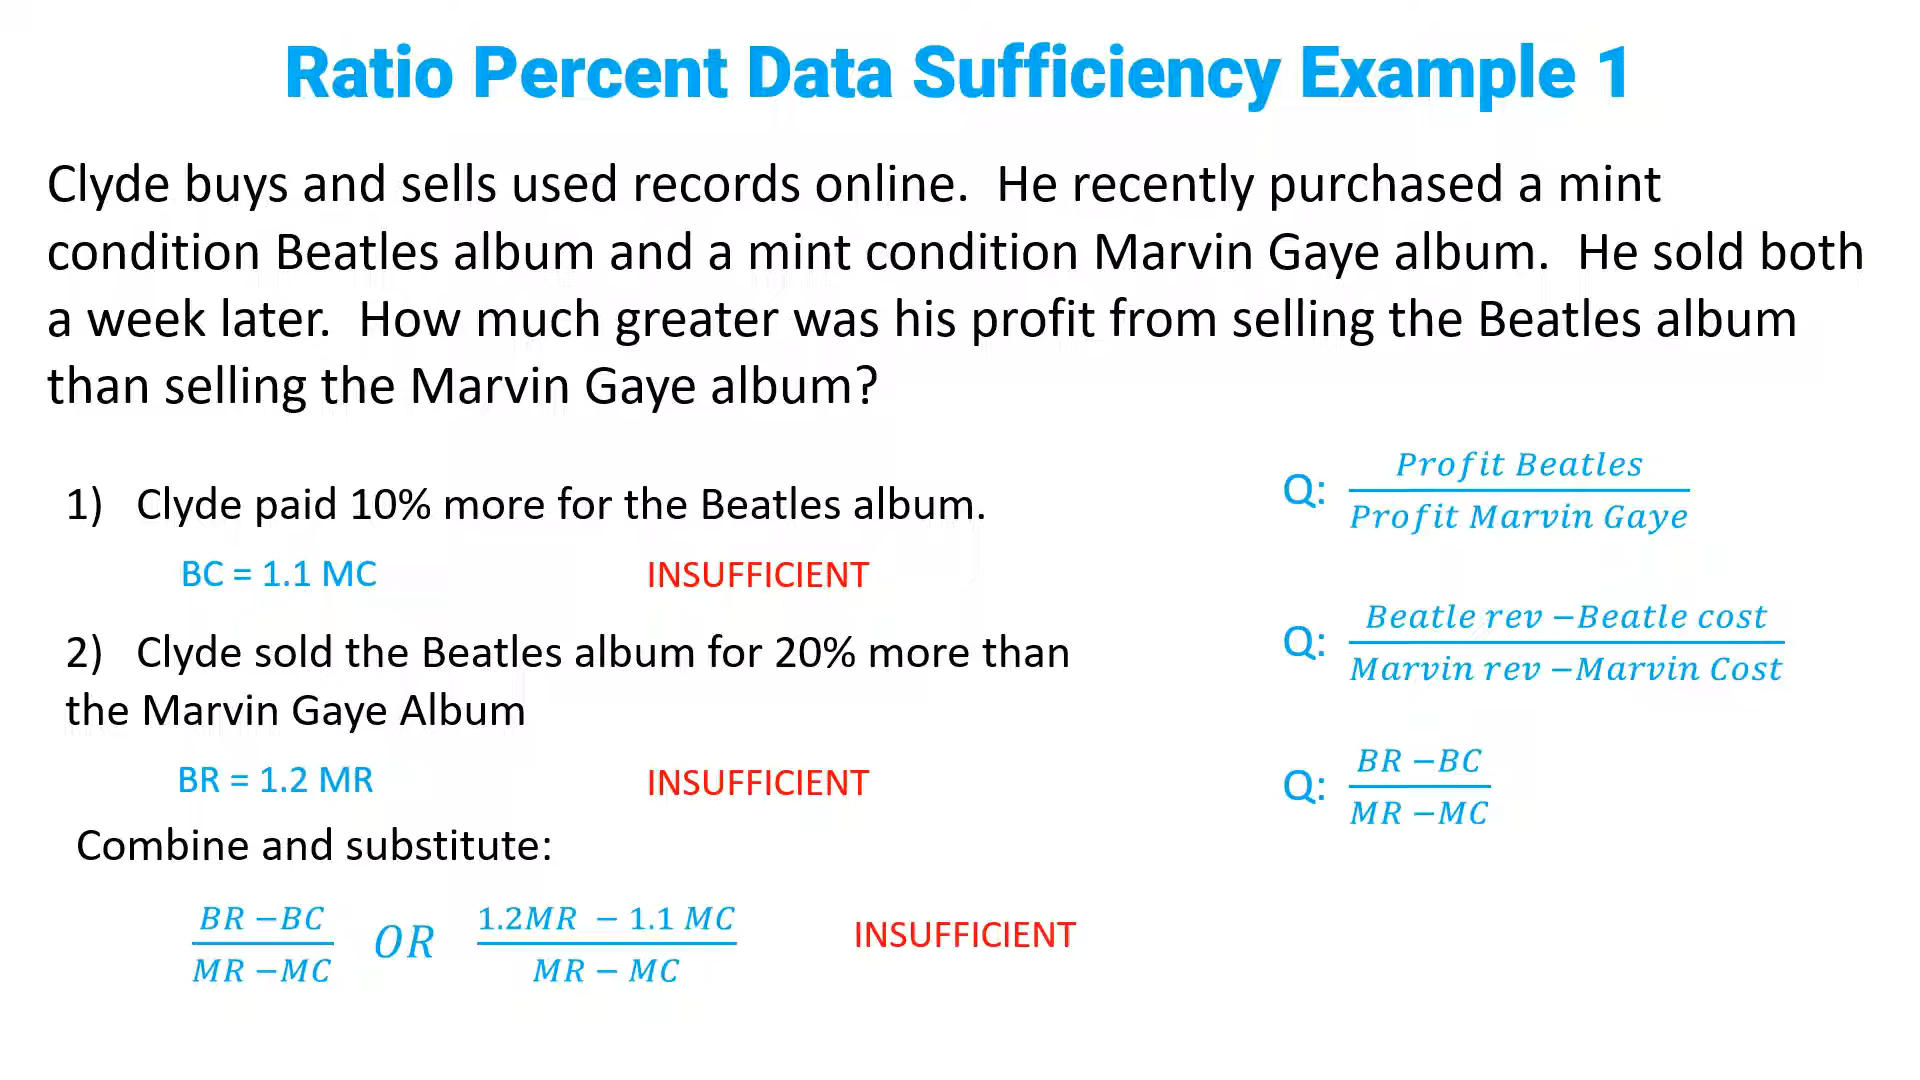 Ratio Percent Data Sufficiency Example 1
Clyde buys and sells used records online.  He recently purchased a mint
condition Beatles album and a mint condition Marvin Gaye album.  He sold both
a week later.  How much greater was his profit from selling the Beatles album
than selling the Marvin Gaye album?
1)   Clyde paid 10% more for the Beatles album.
BC = 1.1 MC
INSUFFICIENT
2)   Clyde sold the Beatles album for 20% more than
the Marvin Gaye Album
BR = 1.2 MR
INSUFFICIENT
Combine and substitute:
BR −BC
MR −MC
OR
1.2MR − 1.1 MC
MR − MC
INSUFFICIENT
Q:
Profit Beatles
Profit Marvin Gaye
Q:
Beatle rev −Beatle cost
Marvin rev −Marvin Cost
Q:
BR −BC
MR −MC